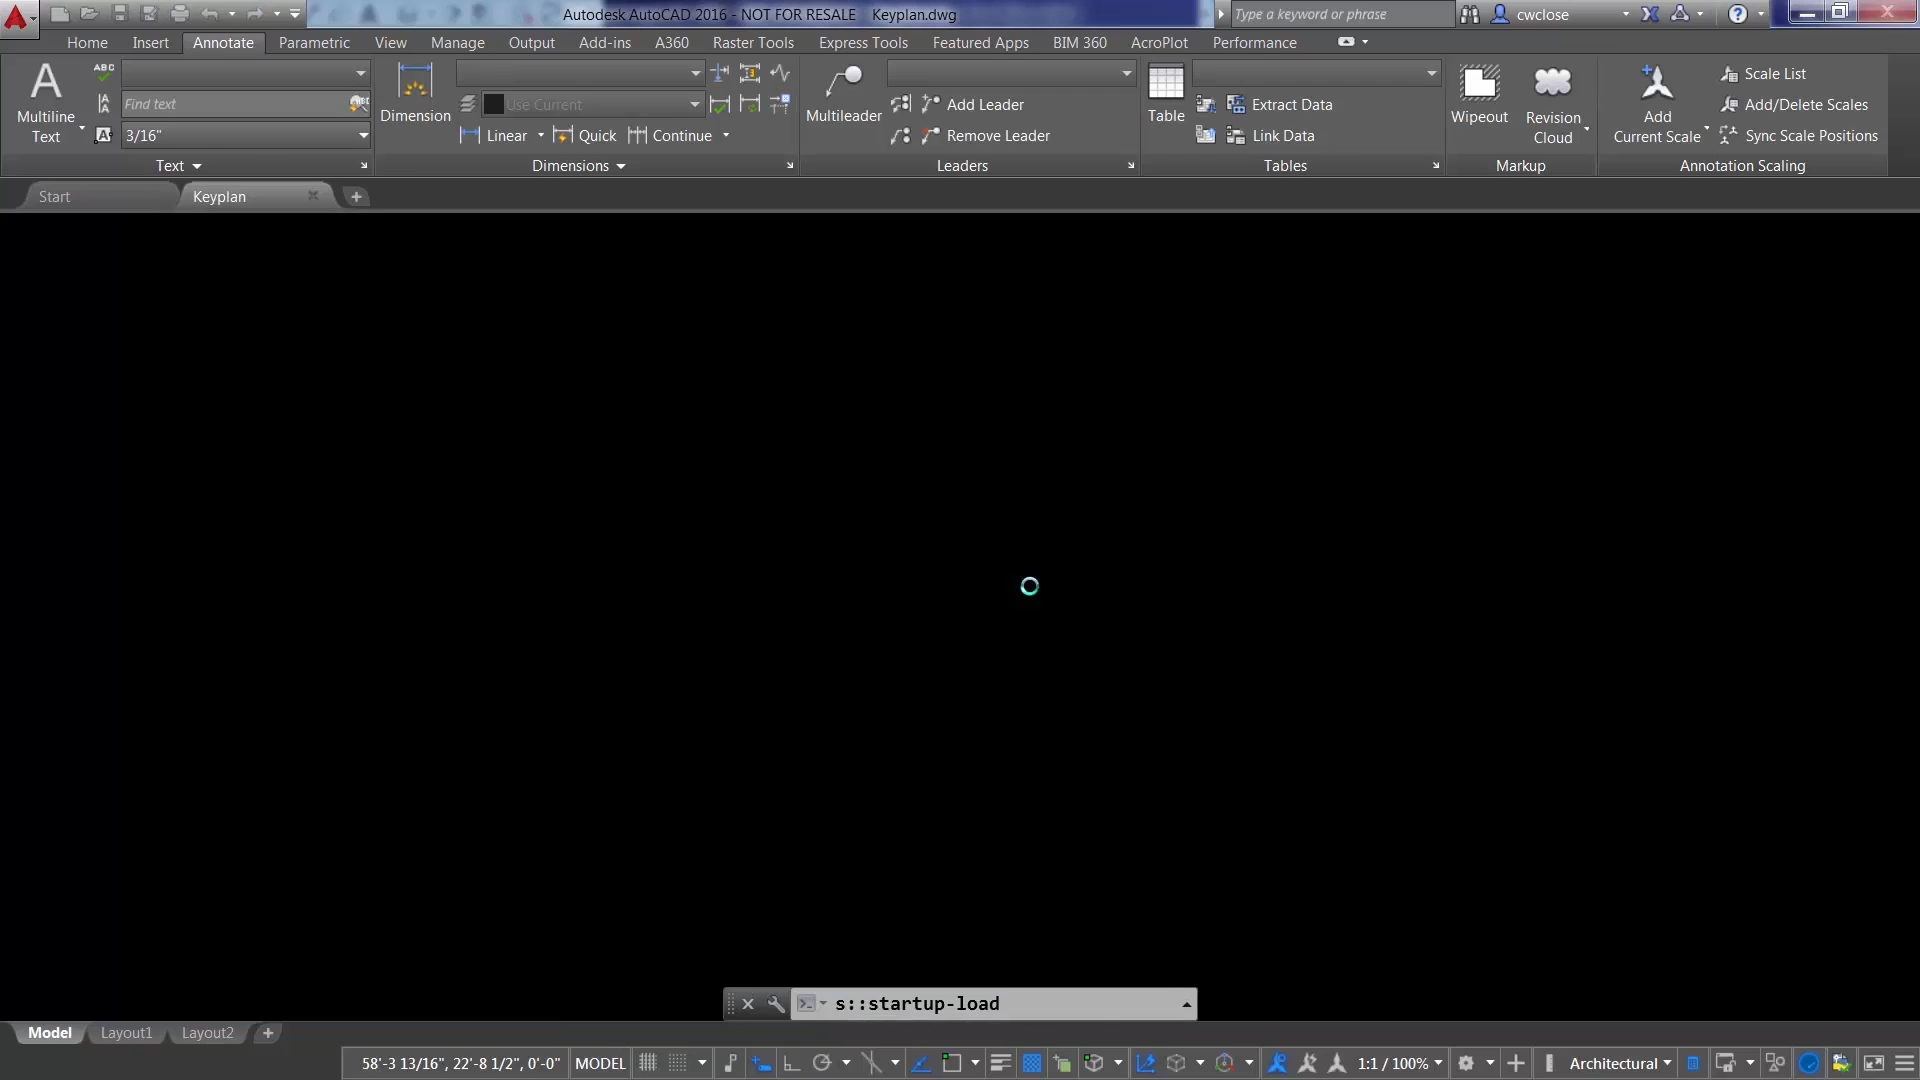 Autodesk AutoCAD 2016 - NOT FOR RESALE Keyplan.dwg
Type a keyword or phrase
cwclose
Home Insert Annotate Parametric View Manage Output Add-ins A360 Raster Tools Express Tools Featured Apps BIM 360 AcroPlot Performance
Multiline Text
ABC
Find text
3/16"
Text
Dimension
Use Current
Linear Quick Continue
Dimensions
Multileader
Add Leader
Remove Leader
Leaders
Table
Extract Data
Link Data
Tables
Wipeout
Revision Cloud
Markup
Add Current Scale
Scale List
Add/Delete Scales
Sync Scale Positions
Annotation Scaling
Start Keyplan
s::startup-load
Model Layout1 Layout2
58'-3 13/16", 22'-8 1/2", 0'-0" MODEL 1:1 / 100% Architectural